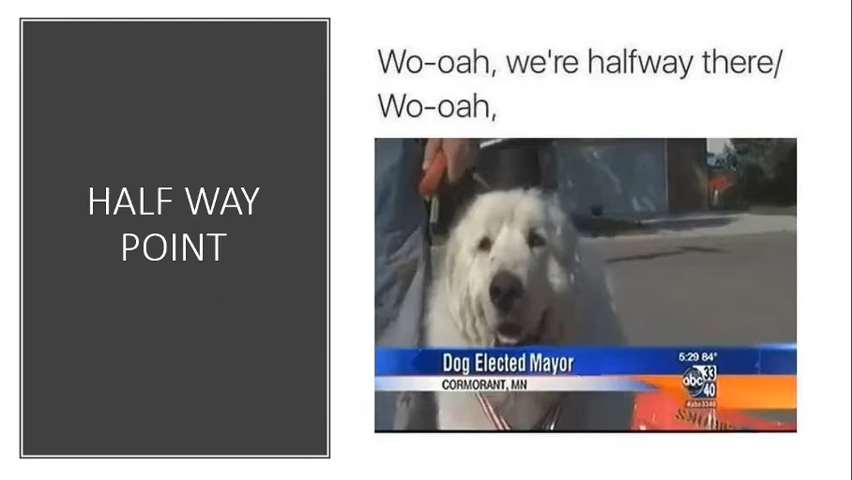 HALF WAY
POINT
Wo-oah, we're halfway there/
Wo-oah,
Dog Elected Mayor
CORMORANT, MN
5:29 84°
abc 33
40